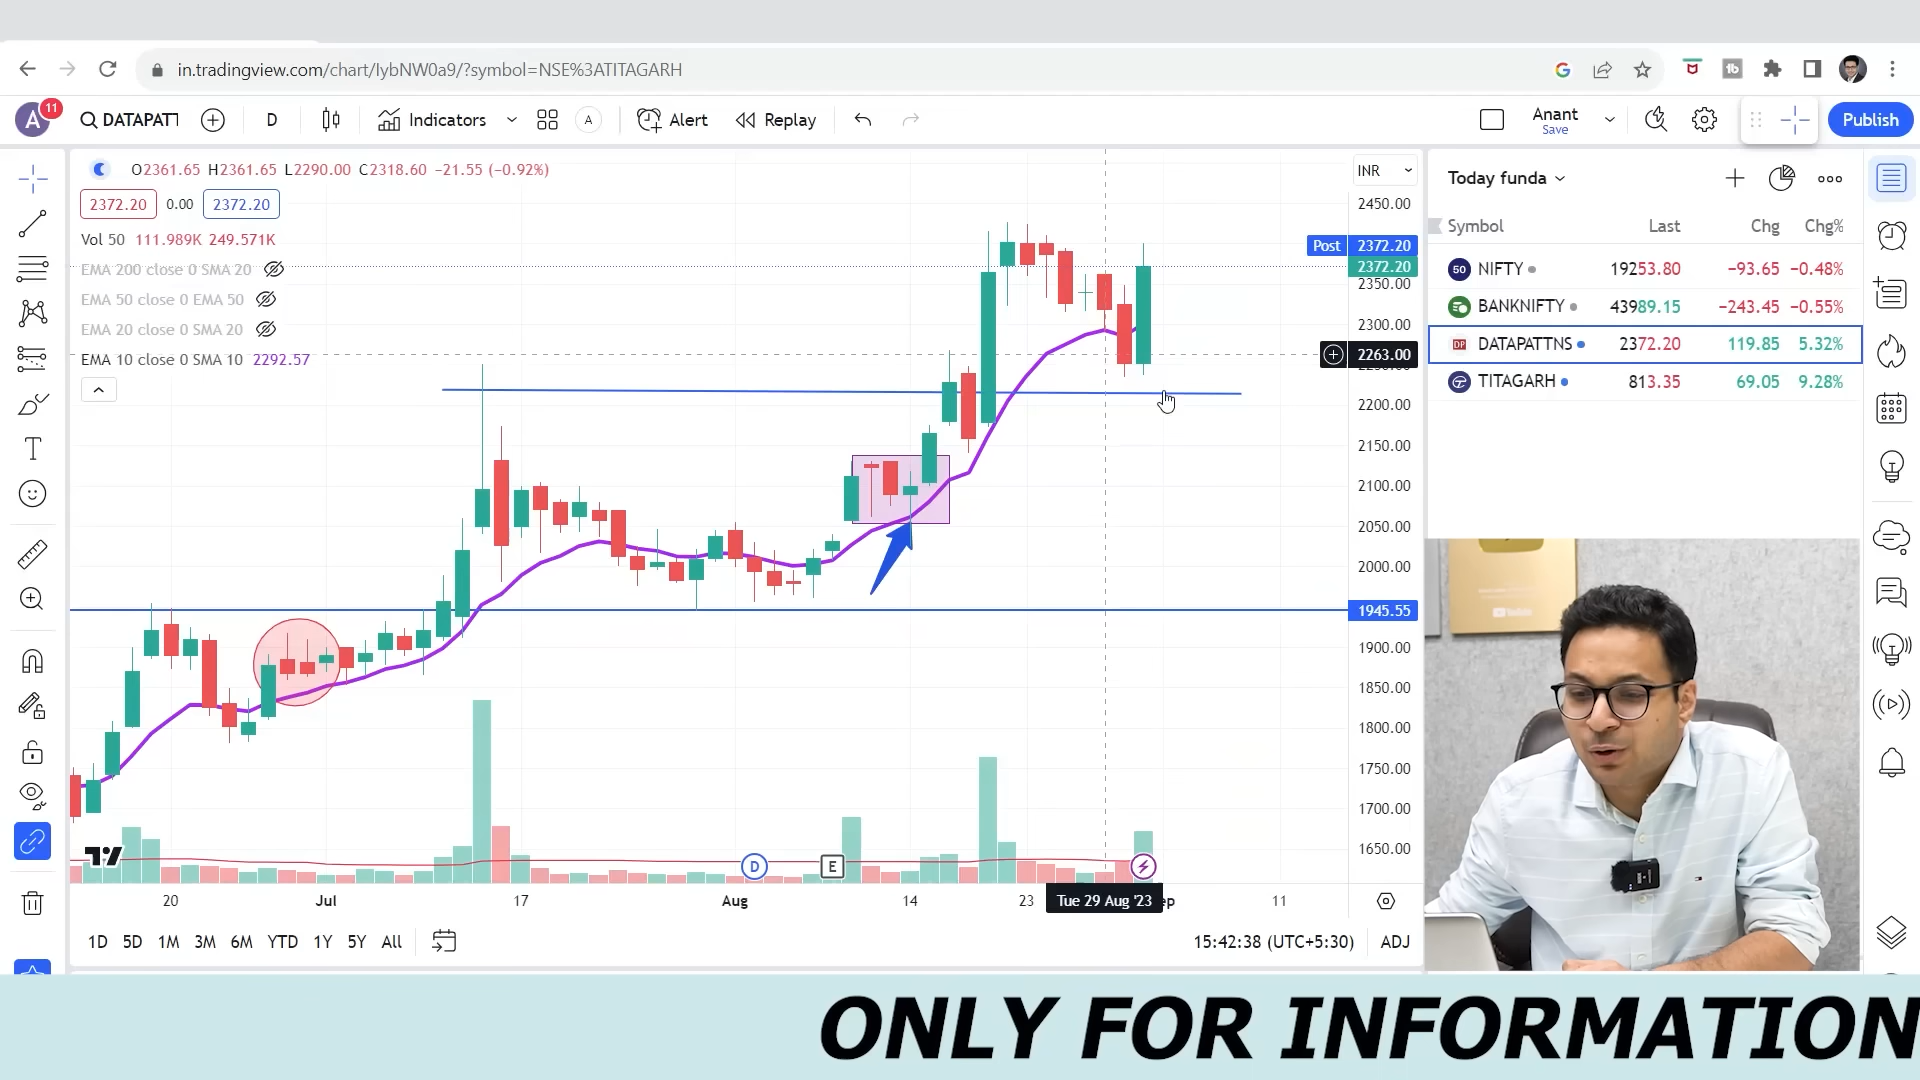 in.tradingview.com/chart/IybNW0a9/?symbol=NSE%3ATITAGARH
A 11 DATAPATT D Indicators A Alert Replay Anant Save Publish
O2361.65 H2361.65 L2290.00 C2318.60 −21.55 (−0.92%)
INR
2372.20 0.00 2372.20
Vol 50 111.989K 249.571K
EMA 200 close 0 SMA 20
EMA 50 close 0 EMA 50
EMA 20 close 0 SMA 20
EMA 10 close 0 SMA 10 2292.57
2450.00
Post 2372.20
2372.20
2350.00
2300.00
2263.00
2200.00
2150.00
2100.00
2050.00
2000.00
1945.55
1900.00
1850.00
1800.00
1750.00
1700.00
1650.00
D E
20 Jul 17 Aug 14 23 Tue 29 Aug '23 ep 11
1D 5D 1M 3M 6M YTD 1Y 5Y All 15:42:38 (UTC+5:30) ADJ
Today funda
Symbol Last Chg Chg%
50 NIFTY 19253.80 −93.65 −0.48%
BANKNIFTY 43989.15 −243.45 −0.55%
DP DATAPATTNS 2372.20 119.85 5.32%
TITAGARH 813.35 69.05 9.28%
YouTube
ONLY FOR INFORMATION